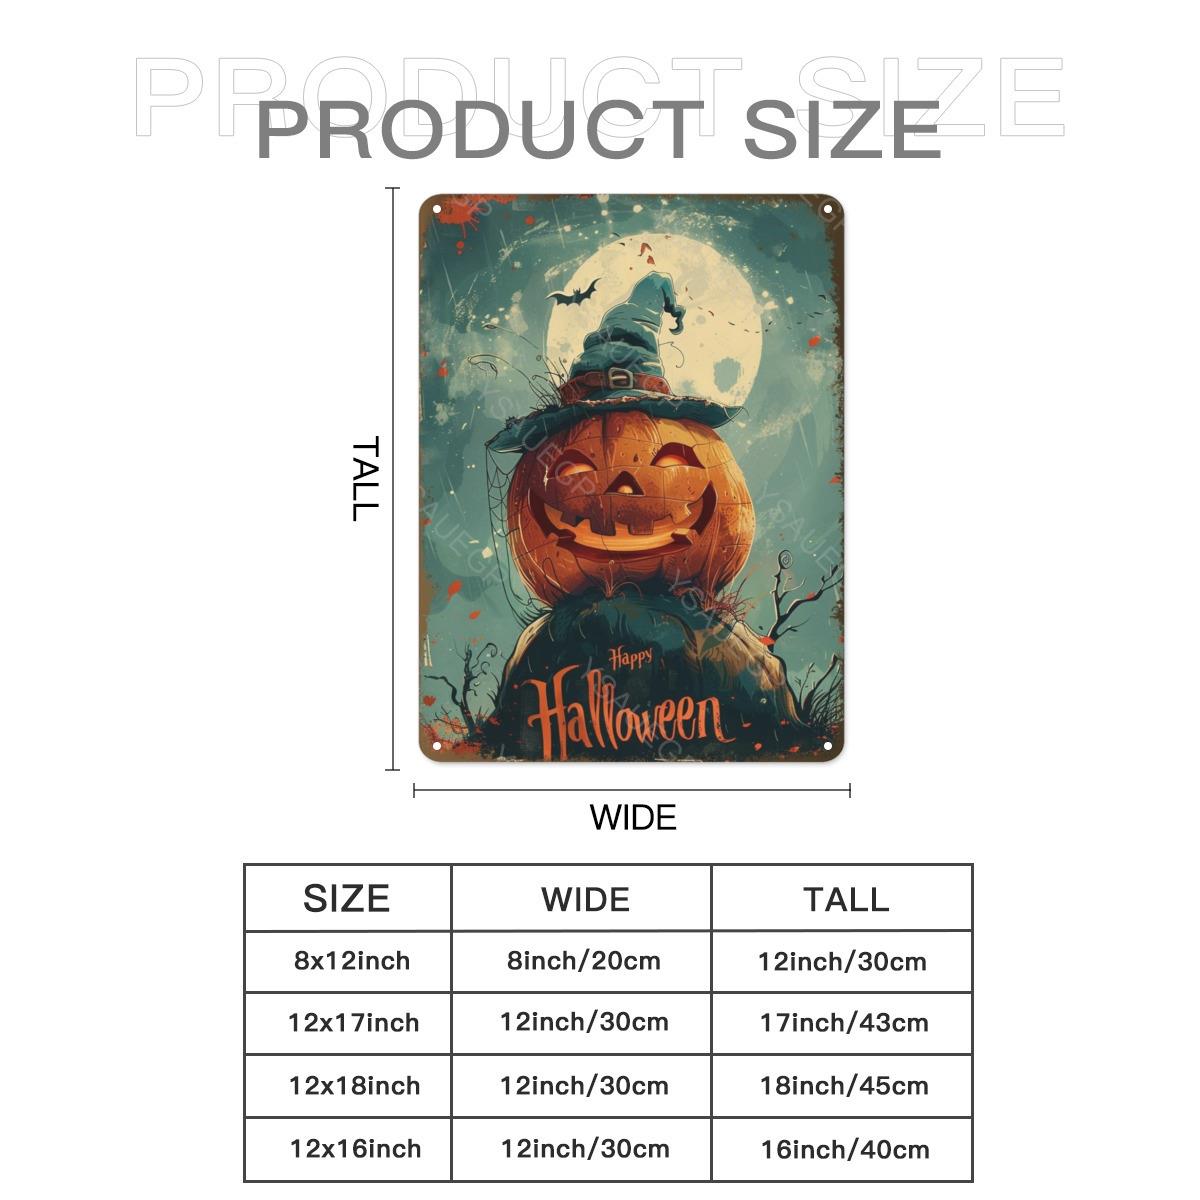 PRODUCT SIZE
PRODUCT SIZE
TALL
Happy
Halloween
WIDE
SIZE WIDE TALL
8x12inch 8inch/20cm 12inch/30cm
12x17inch 12inch/30cm 17inch/43cm
12x18inch 12inch/30cm 18inch/45cm
12x16inch 12inch/30cm 16inch/40cm